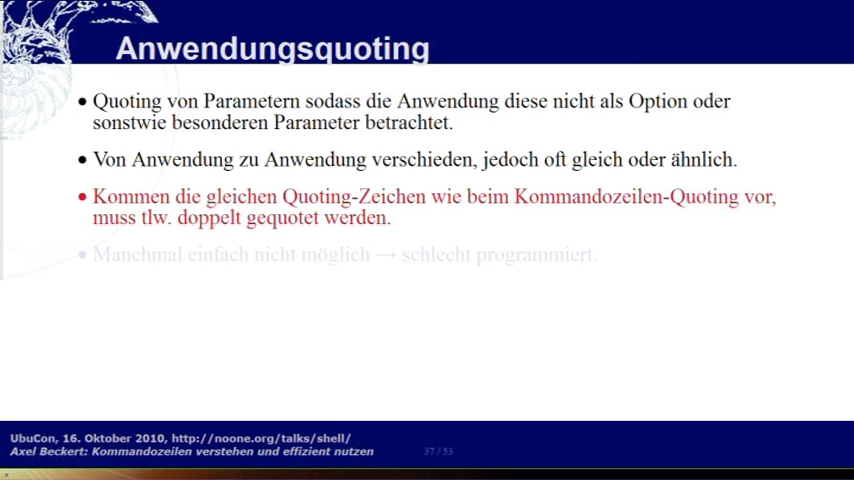 Anwendungsquoting
• Quoting von Parametern sodass die Anwendung diese nicht als Option oder
sonstwie besonderen Parameter betrachtet.
• Von Anwendung zu Anwendung verschieden, jedoch oft gleich oder ähnlich.
• Kommen die gleichen Quoting-Zeichen wie beim Kommandozeilen-Quoting vor,
muss tlw. doppelt gequotet werden.
• Manchmal einfach nicht möglich → schlecht programmiert.
UbuCon, 16. Oktober 2010, http://noone.org/talks/shell/
Axel Beckert: Kommandozeilen verstehen und effizient nutzen
37 / 53